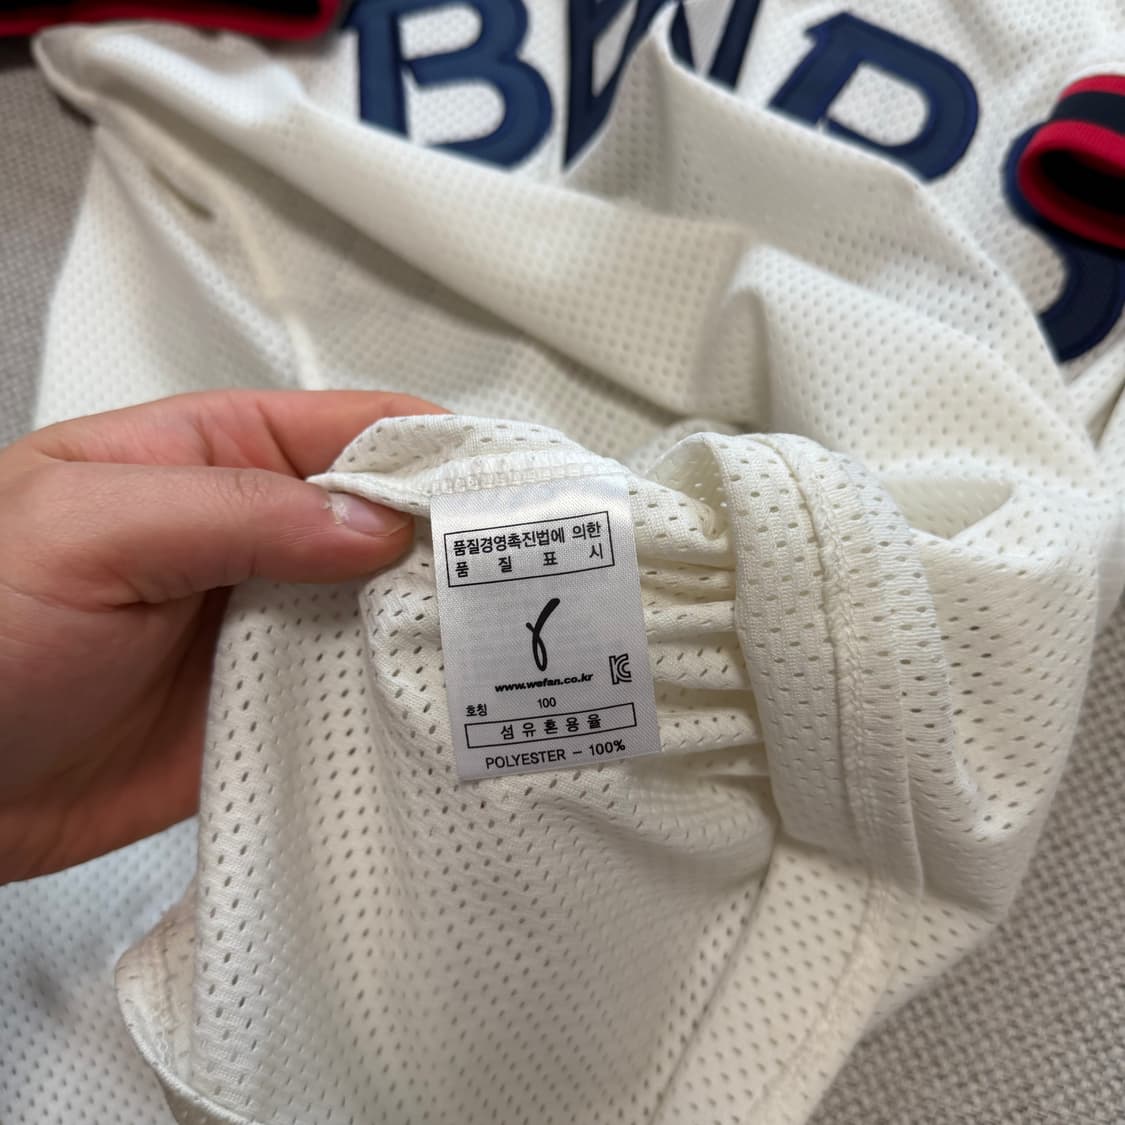 BEARS
품질경영촉진법에 의한
품 질 표 시
www.wefan.co.kr
호칭 100
섬 유 혼 용 율
POLYESTER - 100%